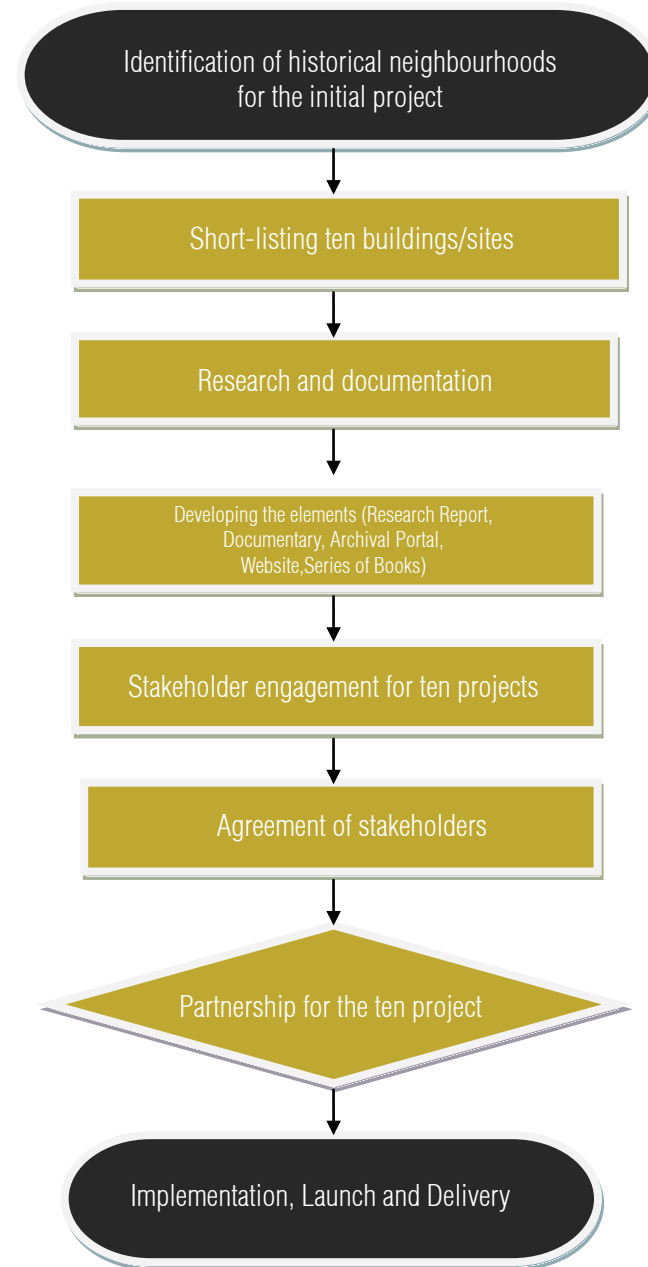 Identification of historical neighbourhoods
for the initial project
Short-listing ten buildings/sites
Research and documentation
Developing the elements (Research Report,
Documentary, Archival Portal,
Website,Series of Books)
Stakeholder engagement for ten projects
Agreement of stakeholders
Partnership for the ten project
Implementation, Launch and Delivery